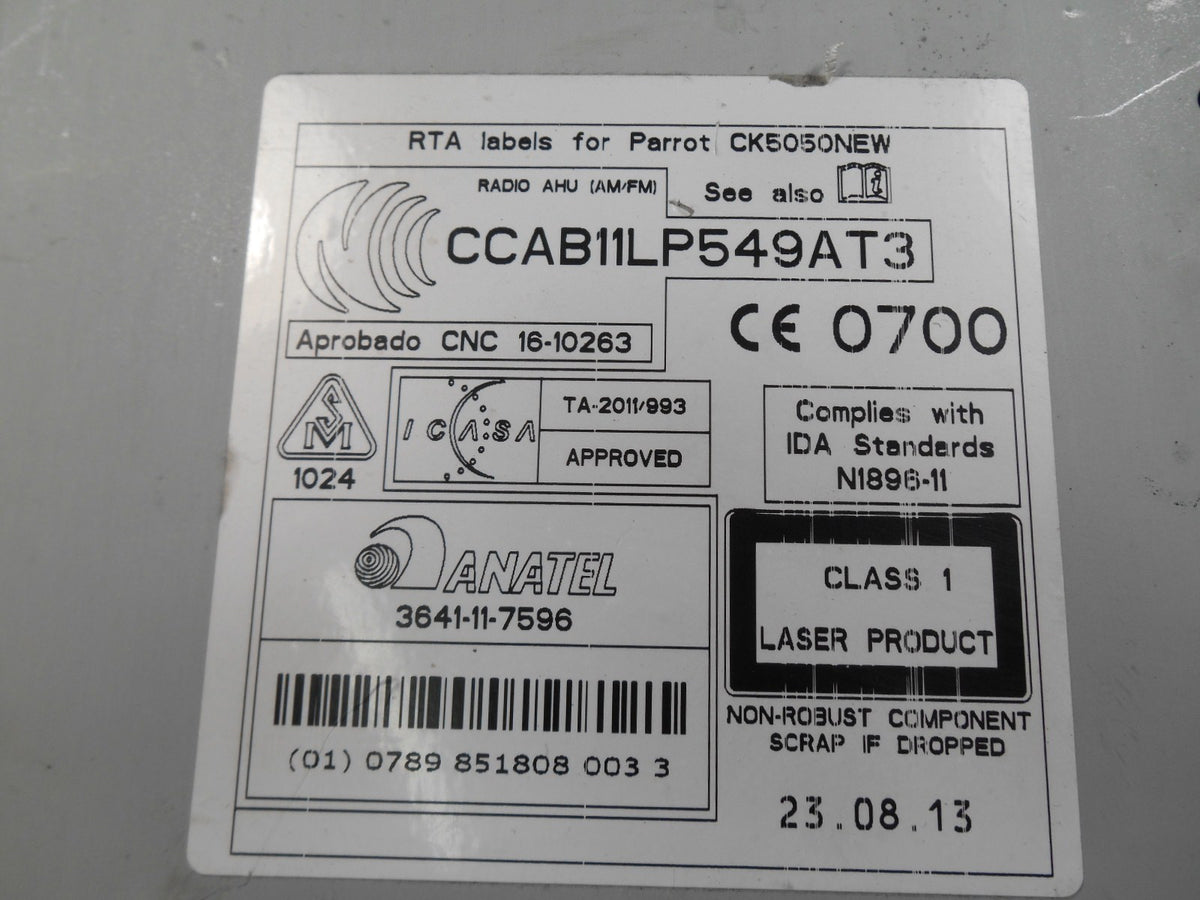 RTA labels for Parrot CK5050NEW
RADIO AHU (AM/FM)
See also
CCAB11LP549AT3
Aprobado CNC 16-10263
CE 0700
SM
1024
ICASA
TA-2011/993
APPROVED
Complies with
IDA Standards
N1896-11
ANATEL
3641-11-7596
CLASS 1
LASER PRODUCT
(01) 0789 851808 003 3
NON-ROBUST COMPONENT
SCRAP IF DROPPED
23.08.13